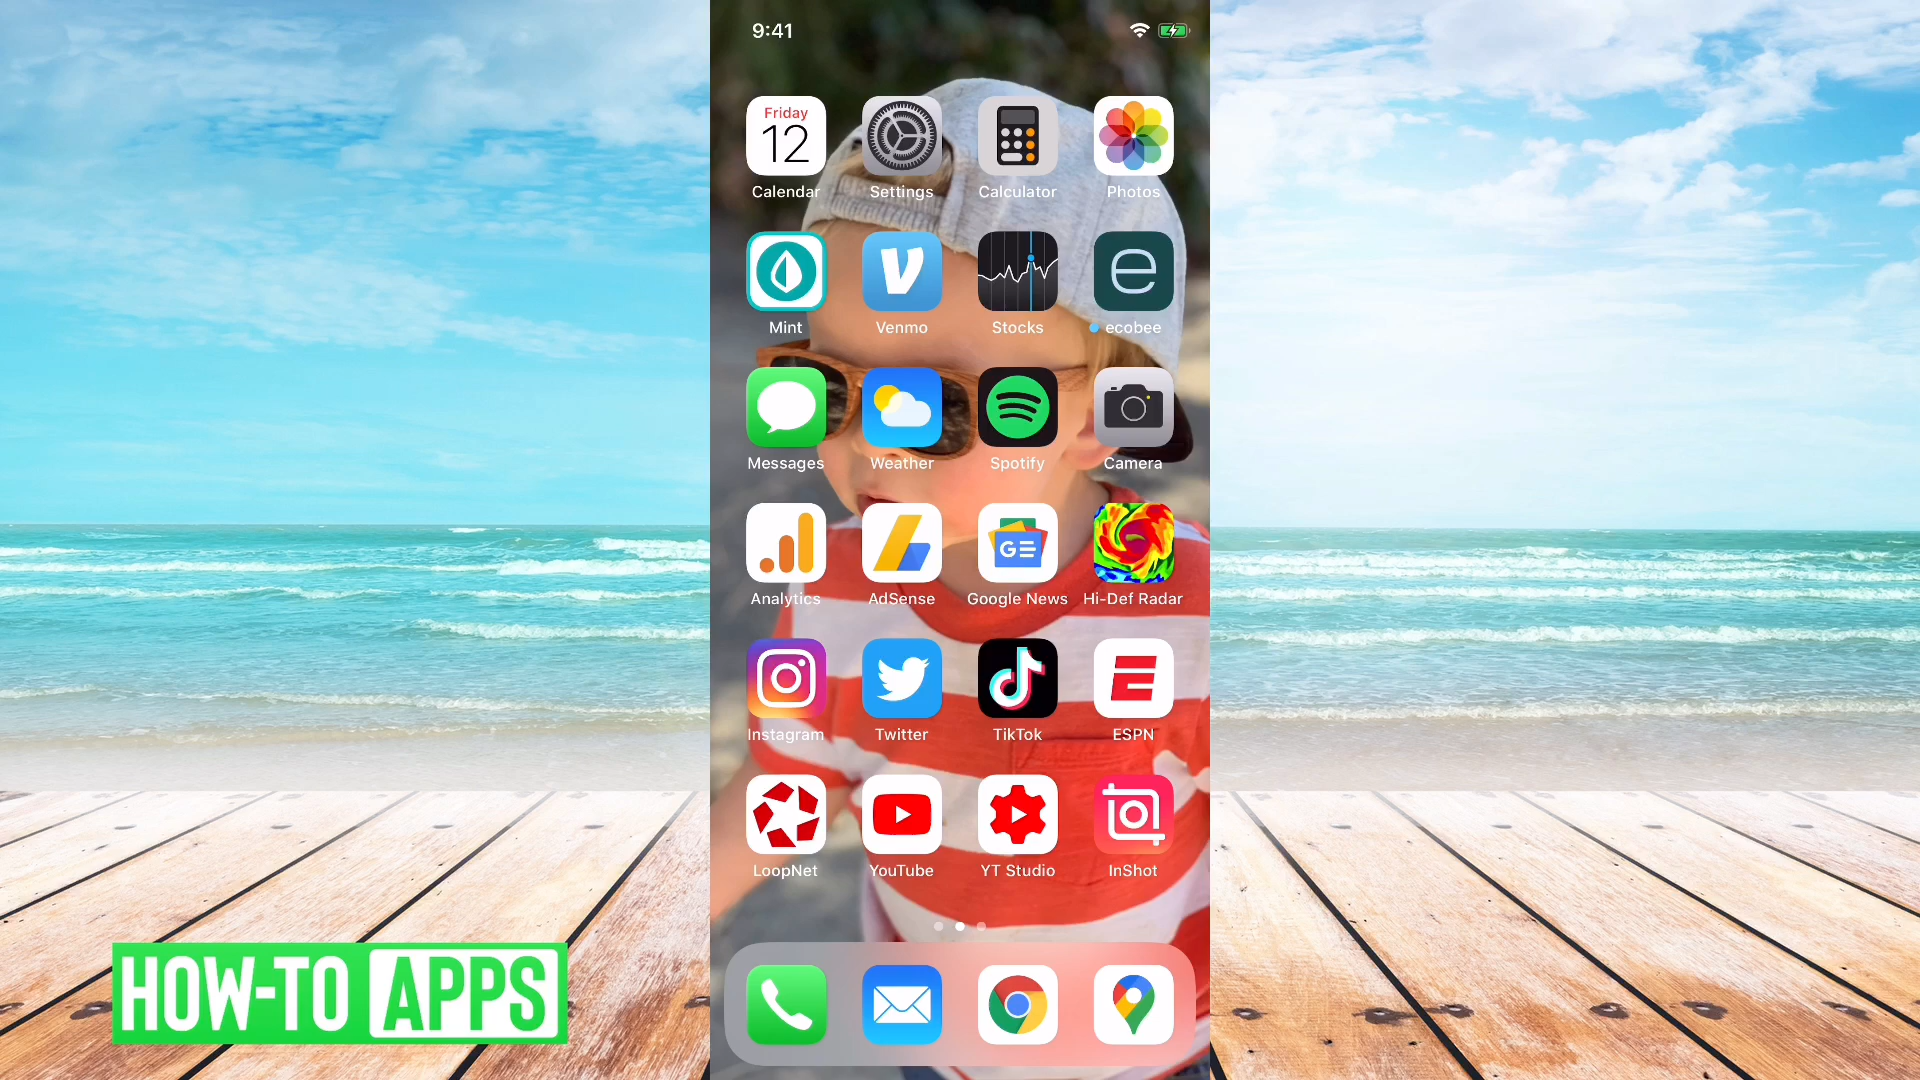 9:41
Friday
12
Calendar Settings Calculator Photos
Mint Venmo Stocks ecobee
Messages Weather Spotify Camera
GE
Analytics AdSense Google News Hi-Def Radar
Instagram Twitter TikTok ESPN
LoopNet YouTube YT Studio InShot
HOW-TO APPS